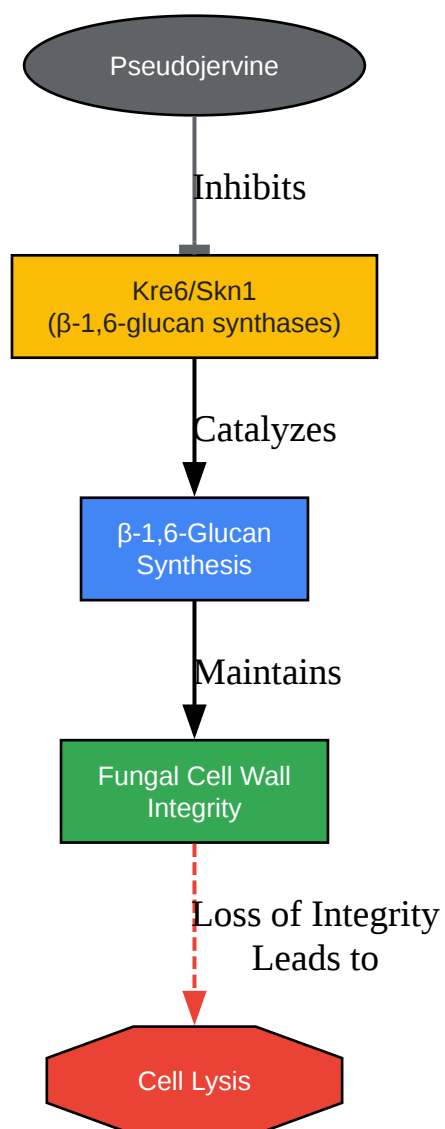 Pseudojervine
Inhibits
Kre6/Skn1
(β-1,6-glucan synthases)
Catalyzes
β-1,6-Glucan
Synthesis
Maintains
Fungal Cell Wall
Integrity
Loss of Integrity
Leads to
Cell Lysis